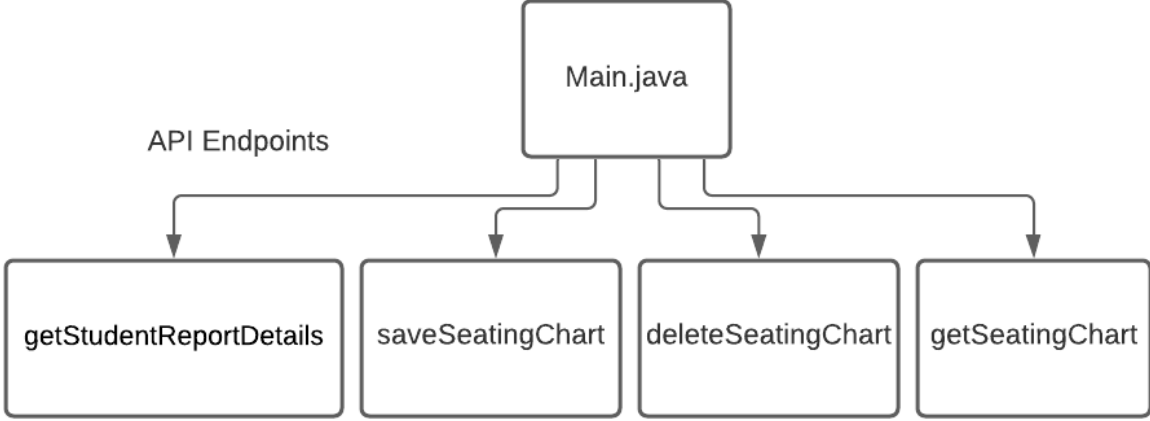 Main.java
API Endpoints
getStudentReportDetails
saveSeatingChart
deleteSeatingChart
getSeatingChart